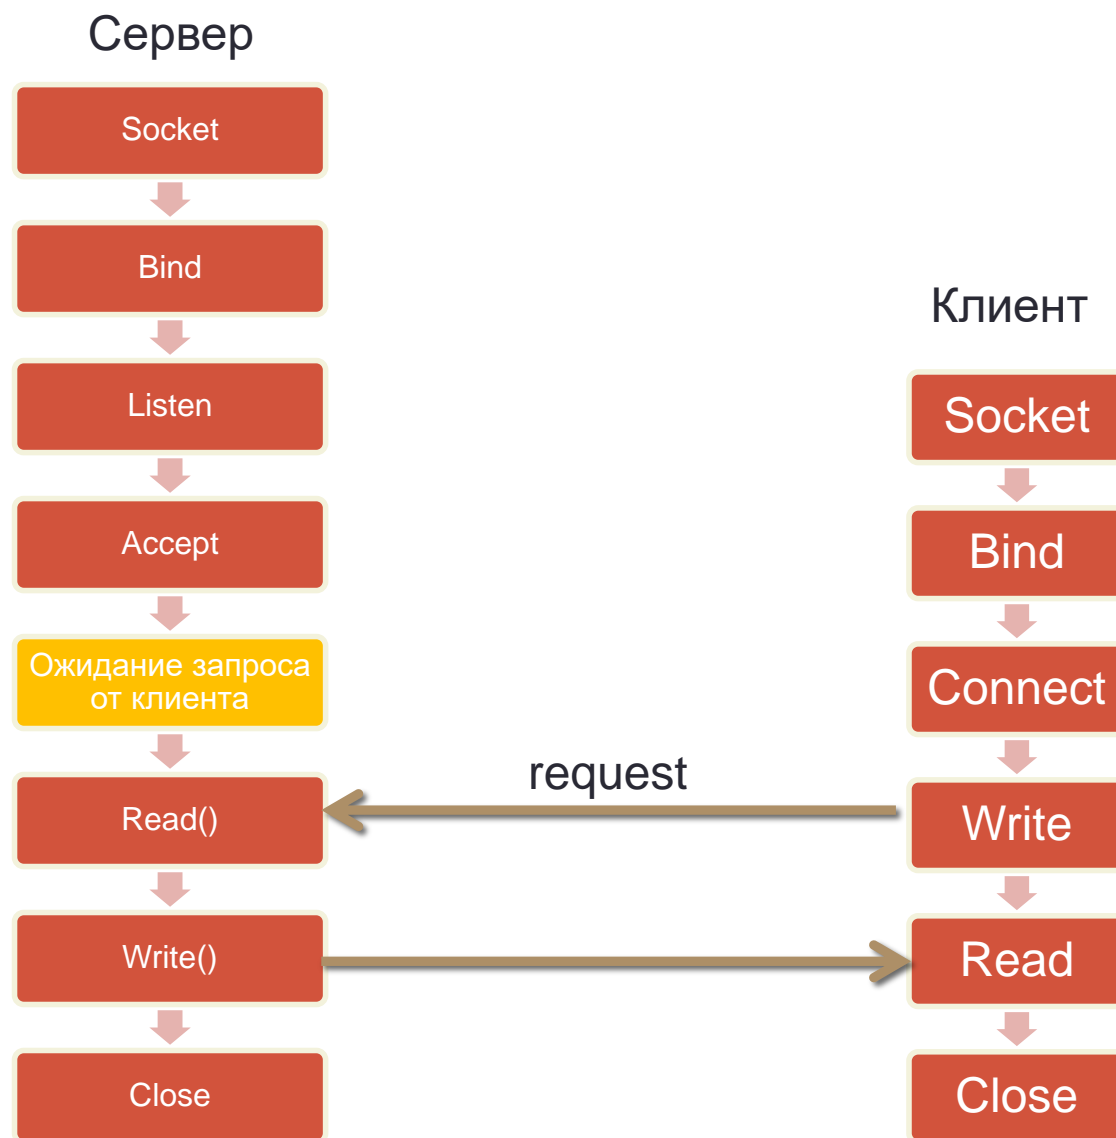 Сервер
Socket
Bind
Listen
Accept
Ожидание запроса
от клиента
Read()
Write()
Close
request
Клиент
Socket
Bind
Connect
Write
Read
Close